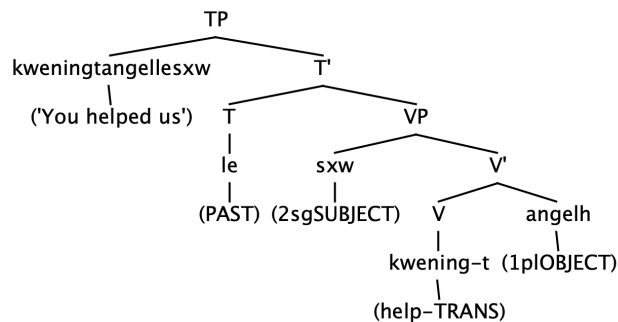 TP
kweningtangellesxw T'
('You helped us') T VP
le sxw V'
(PAST) (2sgSUBJECT) V angelh
kwening-t (1plOBJECT)
(help-TRANS)